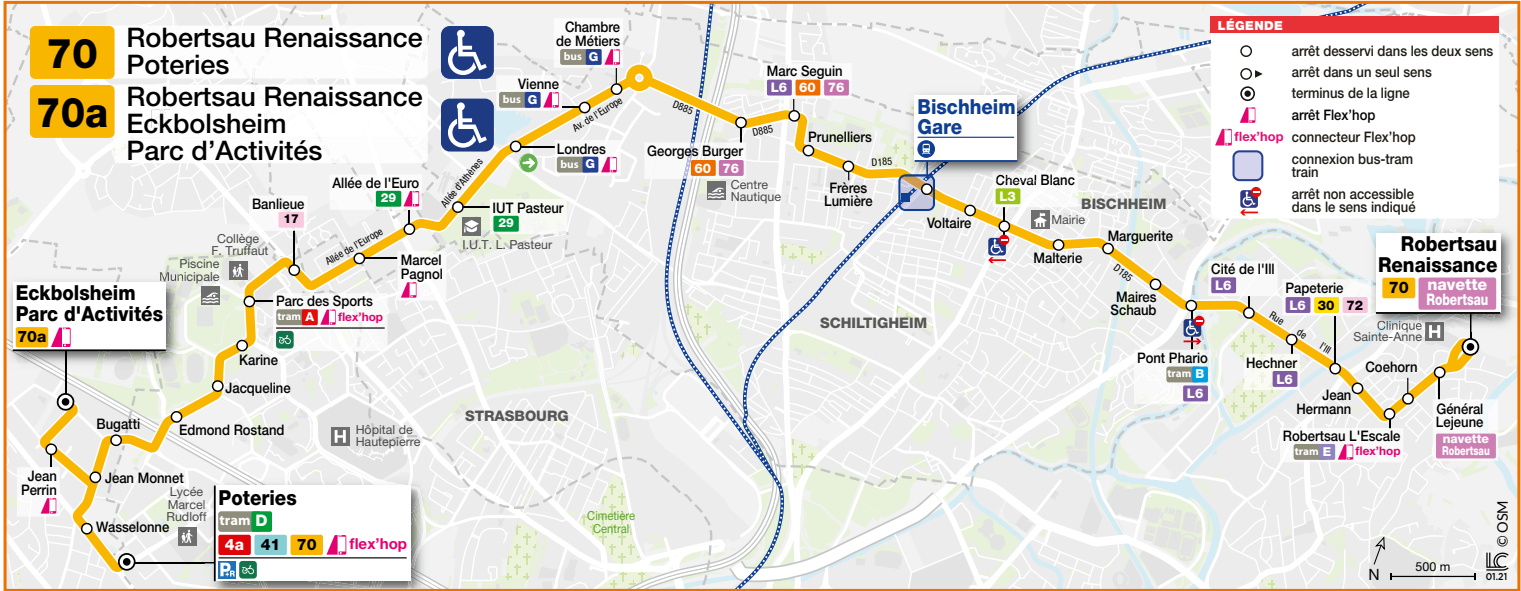 70
Robertsau Renaissance
Poteries
70a
Robertsau Renaissance
Eckbolsheim
Parc d'Activités
LÉGENDE
arrêt desservi dans les deux sens
arrêt dans un seul sens
terminus de la ligne
arrêt Flex'hop
flex'hop connecteur Flex'hop
connexion bus-tram
train
arrêt non accessible
dans le sens indiqué
Eckbolsheim
Parc d'Activités
70a
Jean
Perrin
Poteries
tram D
4a 41 70 flex'hop
P+R
Wasselonne
Lycée
Marcel
Rudloff
Jean Monnet
Bugatti
Edmond Rostand
Jacqueline
Karine
Parc des Sports
tram A flex'hop
Piscine
Municipale
Collège
F. Truffaut
Banlieue
17
Allée de l'Europe
Marcel
Pagnol
Allée de l'Euro
29
IUT Pasteur
29
I.U.T. L. Pasteur
Allée d'Athènes
Londres
bus G
Vienne
bus G
Av. de l'Europe
Chambre
de Métiers
bus G
D885
Georges Burger
60 76
Centre
Nautique
D885
Marc Seguin
L6 60 76
Prunelliers
Frères
Lumière
D185
Bischheim
Gare
Voltaire
Cheval Blanc
L3
Mairie
Malterie
BISCHHEIM
Marguerite
D185
Maires
Schaub
Pont Phario
tram B
L6
Cité de l'Ill
L6
Rue de l'Ill
Hechner
L6
Papeterie
L6 30 72
Jean
Hermann
Robertsau L'Escale
tram E flex'hop
Coehorn
Général
Lejeune
navette
Robertsau
Clinique
Sainte-Anne
H
Robertsau
Renaissance
70 navette
Robertsau
SCHILTIGHEIM
STRASBOURG
H
Hôpital de
Hautepierre
Cimetière
Central
N
500 m
© OSM
LC
01.21